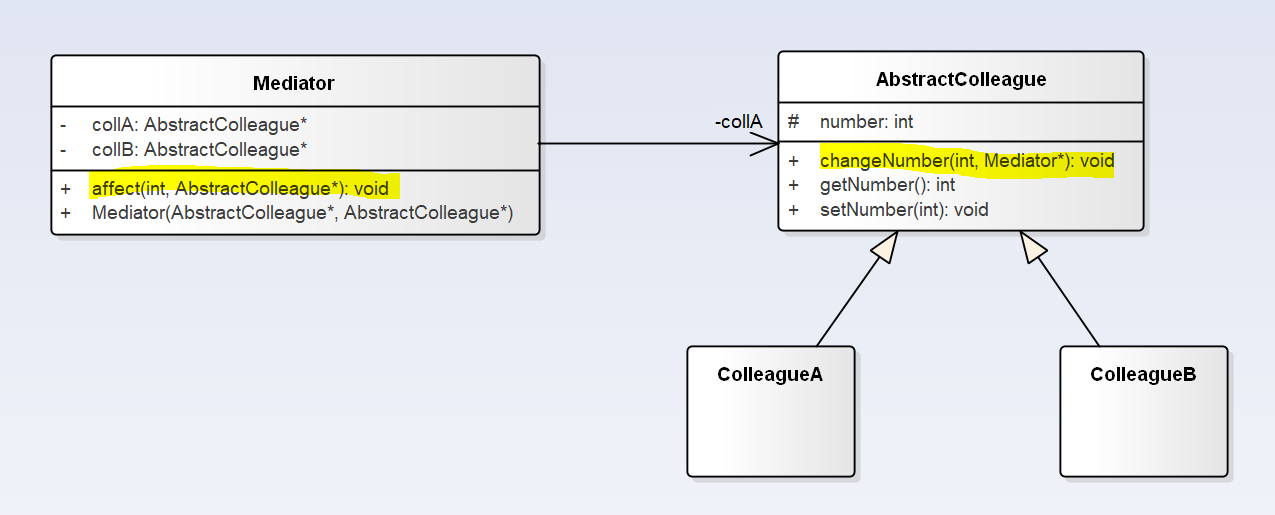 Mediator
- collA: AbstractColleague*
- collB: AbstractColleague*
+ affect(int, AbstractColleague*): void
+ Mediator(AbstractColleague*, AbstractColleague*)
-collA
AbstractColleague
# number: int
+ changeNumber(int, Mediator*): void
+ getNumber(): int
+ setNumber(int): void
ColleagueA
ColleagueB